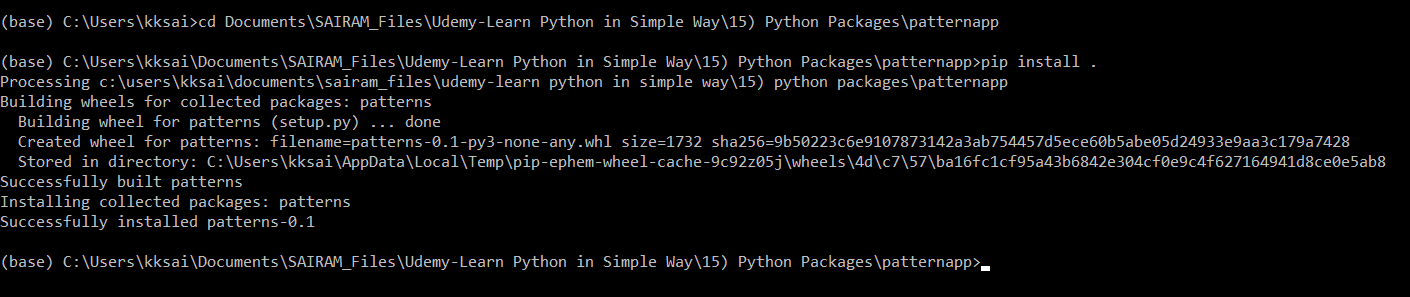 (base) C:\Users\kksai>cd Documents\SAIRAM_Files\Udemy-Learn Python in Simple Way\15) Python Packages\patternapp
(base) C:\Users\kksai\Documents\SAIRAM_Files\Udemy-Learn Python in Simple Way\15) Python Packages\patternapp>pip install .
Processing c:\users\kksai\documents\sairam_files\udemy-learn python in simple way\15) python packages\patternapp
Building wheels for collected packages: patterns
  Building wheel for patterns (setup.py) ... done
  Created wheel for patterns: filename=patterns-0.1-py3-none-any.whl size=1732 sha256=9b50223c6e9107873142a3ab754457d5ece60b5abe05d24933e9aa3c179a7428
  Stored in directory: C:\Users\kksai\AppData\Local\Temp\pip-ephem-wheel-cache-9c92z05j\wheels\4d\c7\57\ba16fc1cf95a43b6842e304cf0e9c4f627164941d8ce0e5ab8
Successfully built patterns
Installing collected packages: patterns
Successfully installed patterns-0.1
(base) C:\Users\kksai\Documents\SAIRAM_Files\Udemy-Learn Python in Simple Way\15) Python Packages\patternapp>